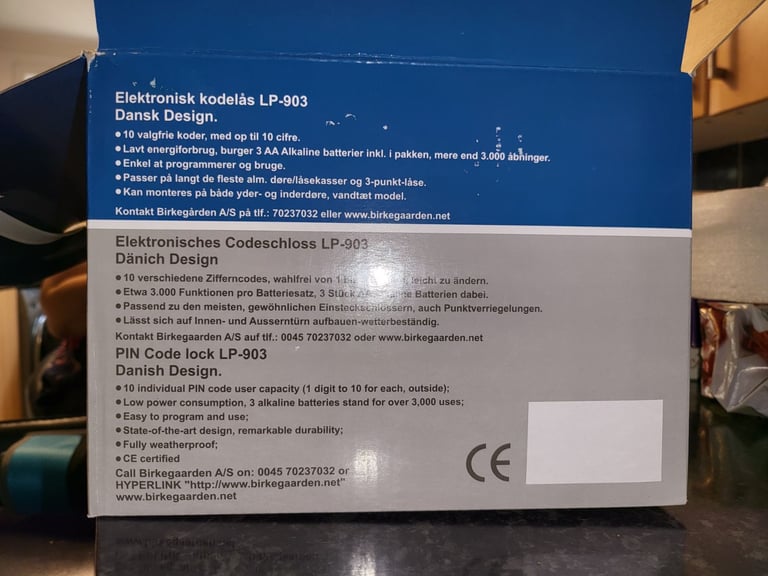 Elektronisk kodelås LP-903
Dansk Design.
● 10 valgfrie koder, med op til 10 cifre.
● Lavt energiforbrug, burger 3 AA Alkaline batterier inkl. i pakken, mere end 3.000 åbninger.
● Enkel at programmerer og bruge.
● Passer på langt de fleste alm. døre/låsekasser og 3-punkt-låse.
● Kan monteres på både yder- og inderdøre, vandtæt model.
Kontakt Birkegården A/S på tlf.: 70237032 eller www.birkegaarden.net
Elektronisches Codeschloss LP-903
Dänich Design
● 10 verschiedene Zifferncodes, wahlfrei von 1 leicht zu ändern.
● Etwa 3.000 Funktionen pro Batteriesatz, 3 Stück Batterien dabei.
● Passend zu den meisten, gewöhnlichen Einsteckschlössern, auch Punktverriegelungen.
● Lässt sich auf Innen- und Ausserntürn aufbauen-wetterbeständig.
Kontakt Birkegaarden A/S auf tlf.: 0045 70237032 oder www.birkegaarden.net
PIN Code lock LP-903
Danish Design.
● 10 individual PIN code user capacity (1 digit to 10 for each, outside);
● Low power consumption, 3 alkaline batteries stand for over 3,000 uses;
● Easy to program and use;
● State-of-the-art design, remarkable durability;
● Fully weatherproof;
● CE certified
Call Birkegaarden A/S on: 0045 70237032 or
HYPERLINK "http://www.birkegaarden.net"
www.birkegaarden.net
CE